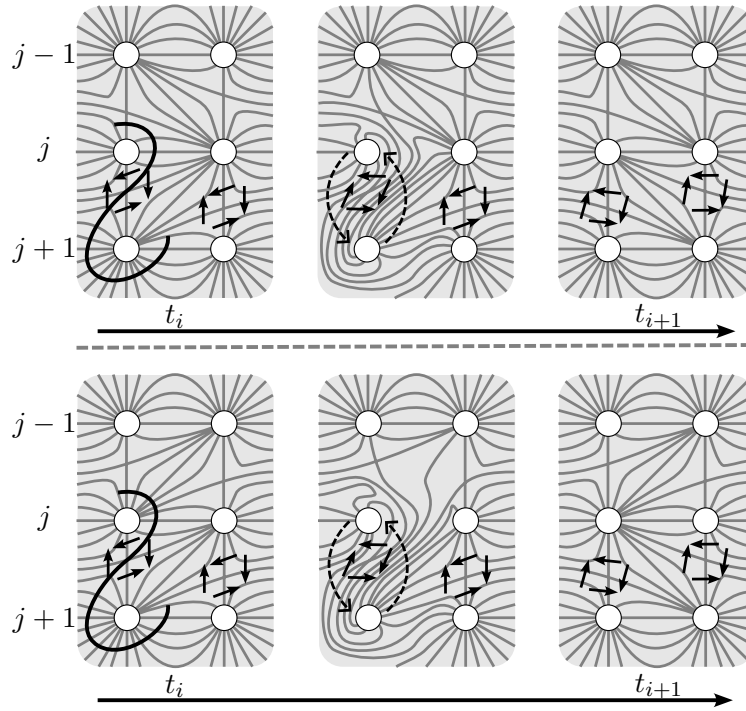 j − 1
j
j + 1
t_i t_{i+1}
j − 1
j
j + 1
t_i t_{i+1}